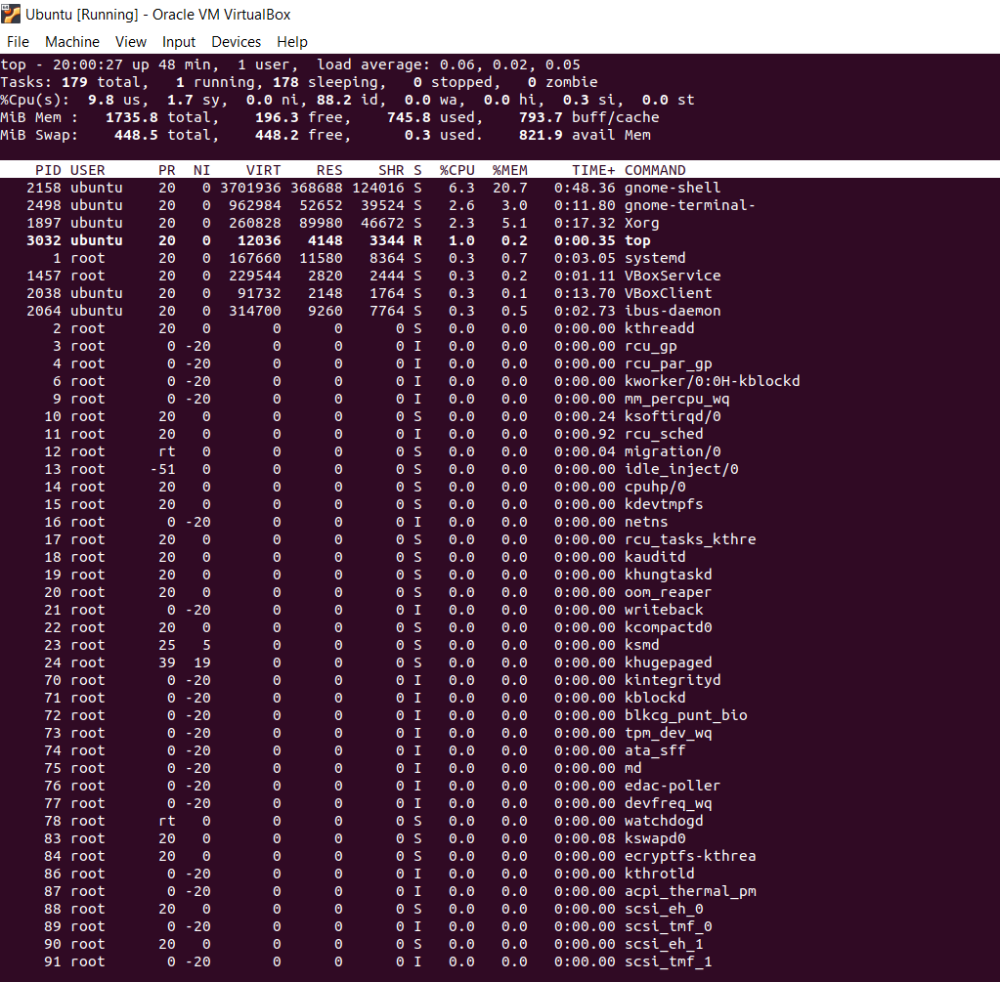 Ubuntu [Running] - Oracle VM VirtualBox
File Machine View Input Devices Help
top - 20:00:27 up 48 min,  1 user,  load average: 0.06, 0.02, 0.05
Tasks: 179 total,   1 running, 178 sleeping,   0 stopped,   0 zombie
%Cpu(s):  9.8 us,  1.7 sy,  0.0 ni, 88.2 id,  0.0 wa,  0.0 hi,  0.3 si,  0.0 st
MiB Mem :   1735.8 total,    196.3 free,    745.8 used,    793.7 buff/cache
MiB Swap:    448.5 total,    448.2 free,      0.3 used.    821.9 avail Mem
PID USER PR NI VIRT RES SHR S %CPU %MEM TIME+ COMMAND
2158 ubuntu 20 0 3701936 368688 124016 S 6.3 20.7 0:48.36 gnome-shell
2498 ubuntu 20 0 962984 52652 39524 S 2.6 3.0 0:11.80 gnome-terminal-
1897 ubuntu 20 0 260828 89980 46672 S 2.3 5.1 0:17.32 Xorg
3032 ubuntu 20 0 12036 4148 3344 R 1.0 0.2 0:00.35 top
1 root 20 0 167660 11580 8364 S 0.3 0.7 0:03.05 systemd
1457 root 20 0 229544 2820 2444 S 0.3 0.2 0:01.11 VBoxService
2038 ubuntu 20 0 91732 2148 1764 S 0.3 0.1 0:13.70 VBoxClient
2064 ubuntu 20 0 314700 9260 7764 S 0.3 0.5 0:02.73 ibus-daemon
2 root 20 0 0 0 0 S 0.0 0.0 0:00.00 kthreadd
3 root 0 -20 0 0 0 I 0.0 0.0 0:00.00 rcu_gp
4 root 0 -20 0 0 0 I 0.0 0.0 0:00.00 rcu_par_gp
6 root 0 -20 0 0 0 I 0.0 0.0 0:00.00 kworker/0:0H-kblockd
9 root 0 -20 0 0 0 I 0.0 0.0 0:00.00 mm_percpu_wq
10 root 20 0 0 0 0 S 0.0 0.0 0:00.24 ksoftirqd/0
11 root 20 0 0 0 0 I 0.0 0.0 0:00.92 rcu_sched
12 root rt 0 0 0 0 S 0.0 0.0 0:00.04 migration/0
13 root -51 0 0 0 0 S 0.0 0.0 0:00.00 idle_inject/0
14 root 20 0 0 0 0 S 0.0 0.0 0:00.00 cpuhp/0
15 root 20 0 0 0 0 S 0.0 0.0 0:00.00 kdevtmpfs
16 root 0 -20 0 0 0 I 0.0 0.0 0:00.00 netns
17 root 20 0 0 0 0 S 0.0 0.0 0:00.00 rcu_tasks_kthre
18 root 20 0 0 0 0 S 0.0 0.0 0:00.00 kauditd
19 root 20 0 0 0 0 S 0.0 0.0 0:00.00 khungtaskd
20 root 20 0 0 0 0 S 0.0 0.0 0:00.00 oom_reaper
21 root 0 -20 0 0 0 I 0.0 0.0 0:00.00 writeback
22 root 20 0 0 0 0 S 0.0 0.0 0:00.00 kcompactd0
23 root 25 5 0 0 0 S 0.0 0.0 0:00.00 ksmd
24 root 39 19 0 0 0 S 0.0 0.0 0:00.00 khugepaged
70 root 0 -20 0 0 0 I 0.0 0.0 0:00.00 kintegrityd
71 root 0 -20 0 0 0 I 0.0 0.0 0:00.00 kblockd
72 root 0 -20 0 0 0 I 0.0 0.0 0:00.00 blkcg_punt_bio
73 root 0 -20 0 0 0 I 0.0 0.0 0:00.00 tpm_dev_wq
74 root 0 -20 0 0 0 I 0.0 0.0 0:00.00 ata_sff
75 root 0 -20 0 0 0 I 0.0 0.0 0:00.00 md
76 root 0 -20 0 0 0 I 0.0 0.0 0:00.00 edac-poller
77 root 0 -20 0 0 0 I 0.0 0.0 0:00.00 devfreq_wq
78 root rt 0 0 0 0 S 0.0 0.0 0:00.00 watchdogd
83 root 20 0 0 0 0 S 0.0 0.0 0:00.08 kswapd0
84 root 20 0 0 0 0 S 0.0 0.0 0:00.00 ecryptfs-kthrea
86 root 0 -20 0 0 0 I 0.0 0.0 0:00.00 kthrotld
87 root 0 -20 0 0 0 I 0.0 0.0 0:00.00 acpi_thermal_pm
88 root 20 0 0 0 0 S 0.0 0.0 0:00.00 scsi_eh_0
89 root 0 -20 0 0 0 I 0.0 0.0 0:00.00 scsi_tmf_0
90 root 20 0 0 0 0 S 0.0 0.0 0:00.00 scsi_eh_1
91 root 0 -20 0 0 0 I 0.0 0.0 0:00.00 scsi_tmf_1